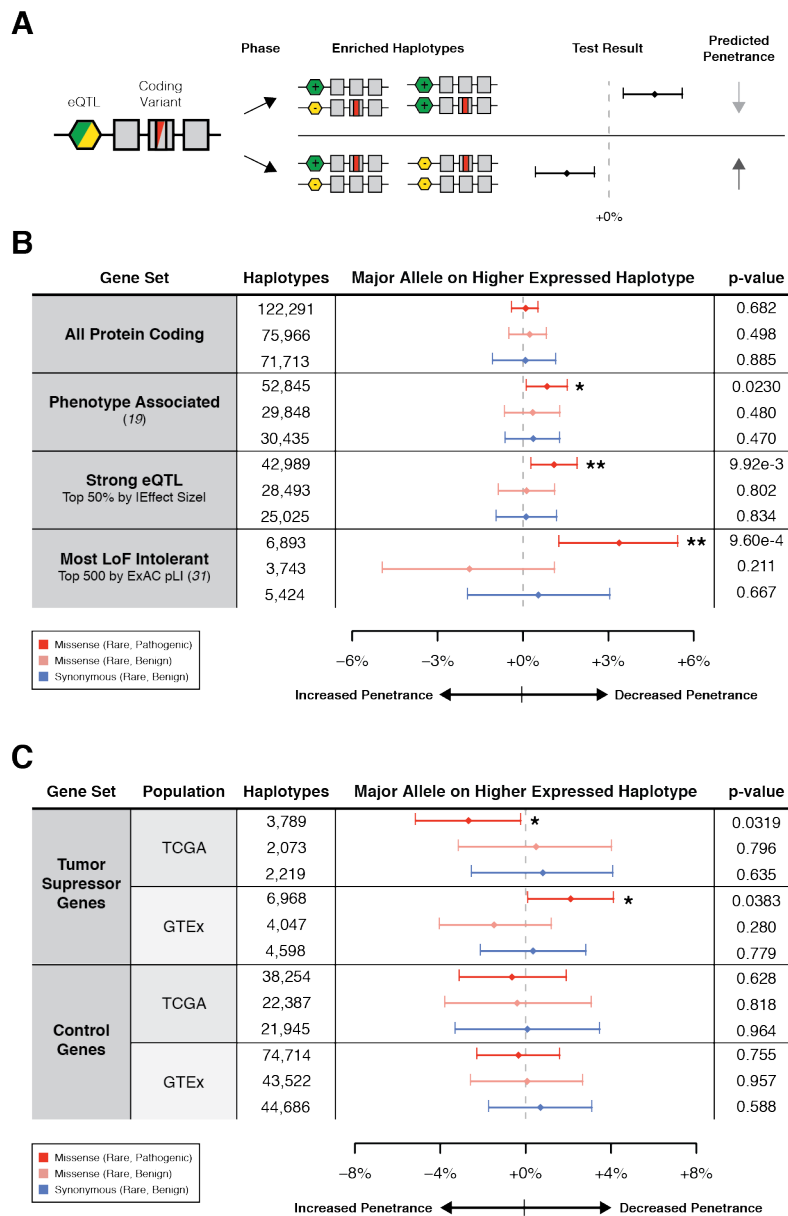 A
Phase
Enriched Haplotypes
Test Result
Predicted
Penetrance
eQTL
Coding
Variant
+ +
- +
+ -
- -
+0%
B
Gene Set Haplotypes Major Allele on Higher Expressed Haplotype p-value
All Protein Coding
122,291 0.682
75,966 0.498
71,713 0.885
Phenotype Associated
(19)
52,845 * 0.0230
29,848 0.480
30,435 0.470
Strong eQTL
Top 50% by IEffect SizeI
42,989 ** 9.92e-3
28,493 0.802
25,025 0.834
Most LoF Intolerant
Top 500 by ExAC pLI (31)
6,893 ** 9.60e-4
3,743 0.211
5,424 0.667
Missense (Rare, Pathogenic)
Missense (Rare, Benign)
Synonymous (Rare, Benign)
−6% −3% +0% +3% +6%
Increased Penetrance Decreased Penetrance
C
Gene Set Population Haplotypes Major Allele on Higher Expressed Haplotype p-value
Tumor
Supressor
Genes
TCGA
3,789 * 0.0319
2,073 0.796
2,219 0.635
GTEx
6,968 * 0.0383
4,047 0.280
4,598 0.779
Control
Genes
TCGA
38,254 0.628
22,387 0.818
21,945 0.964
GTEx
74,714 0.755
43,522 0.957
44,686 0.588
Missense (Rare, Pathogenic)
Missense (Rare, Benign)
Synonymous (Rare, Benign)
−8% −4% +0% +4% +8%
Increased Penetrance Decreased Penetrance